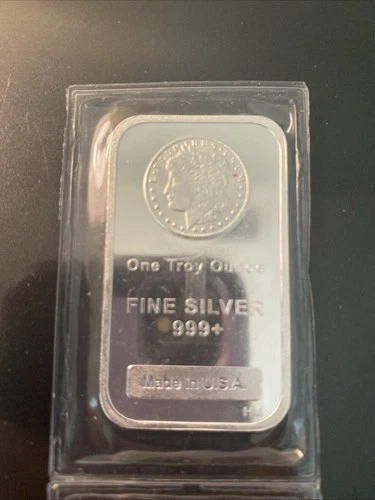 One Troy Ounce
FINE SILVER
999+
Made in U.S.A.